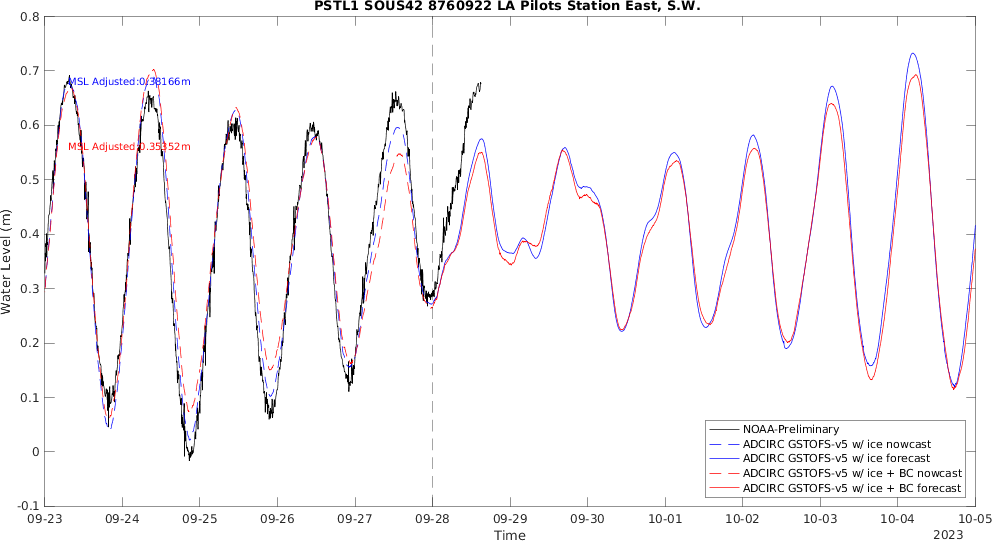 PSTL1 SOUS42 8760922 LA Pilots Station East, S.W.
0.8
0.7
0.6
0.5
0.4
0.3
0.2
0.1
0
-0.1
Water Level (m)
MSL Adjusted:0.38166m
MSL Adjusted:0.35352m
NOAA-Preliminary
ADCIRC GSTOFS-v5 w/ ice nowcast
ADCIRC GSTOFS-v5 w/ ice forecast
ADCIRC GSTOFS-v5 w/ ice + BC nowcast
ADCIRC GSTOFS-v5 w/ ice + BC forecast
09-23 09-24 09-25 09-26 09-27 09-28 09-29 09-30 10-01 10-02 10-03 10-04 10-05
Time
2023